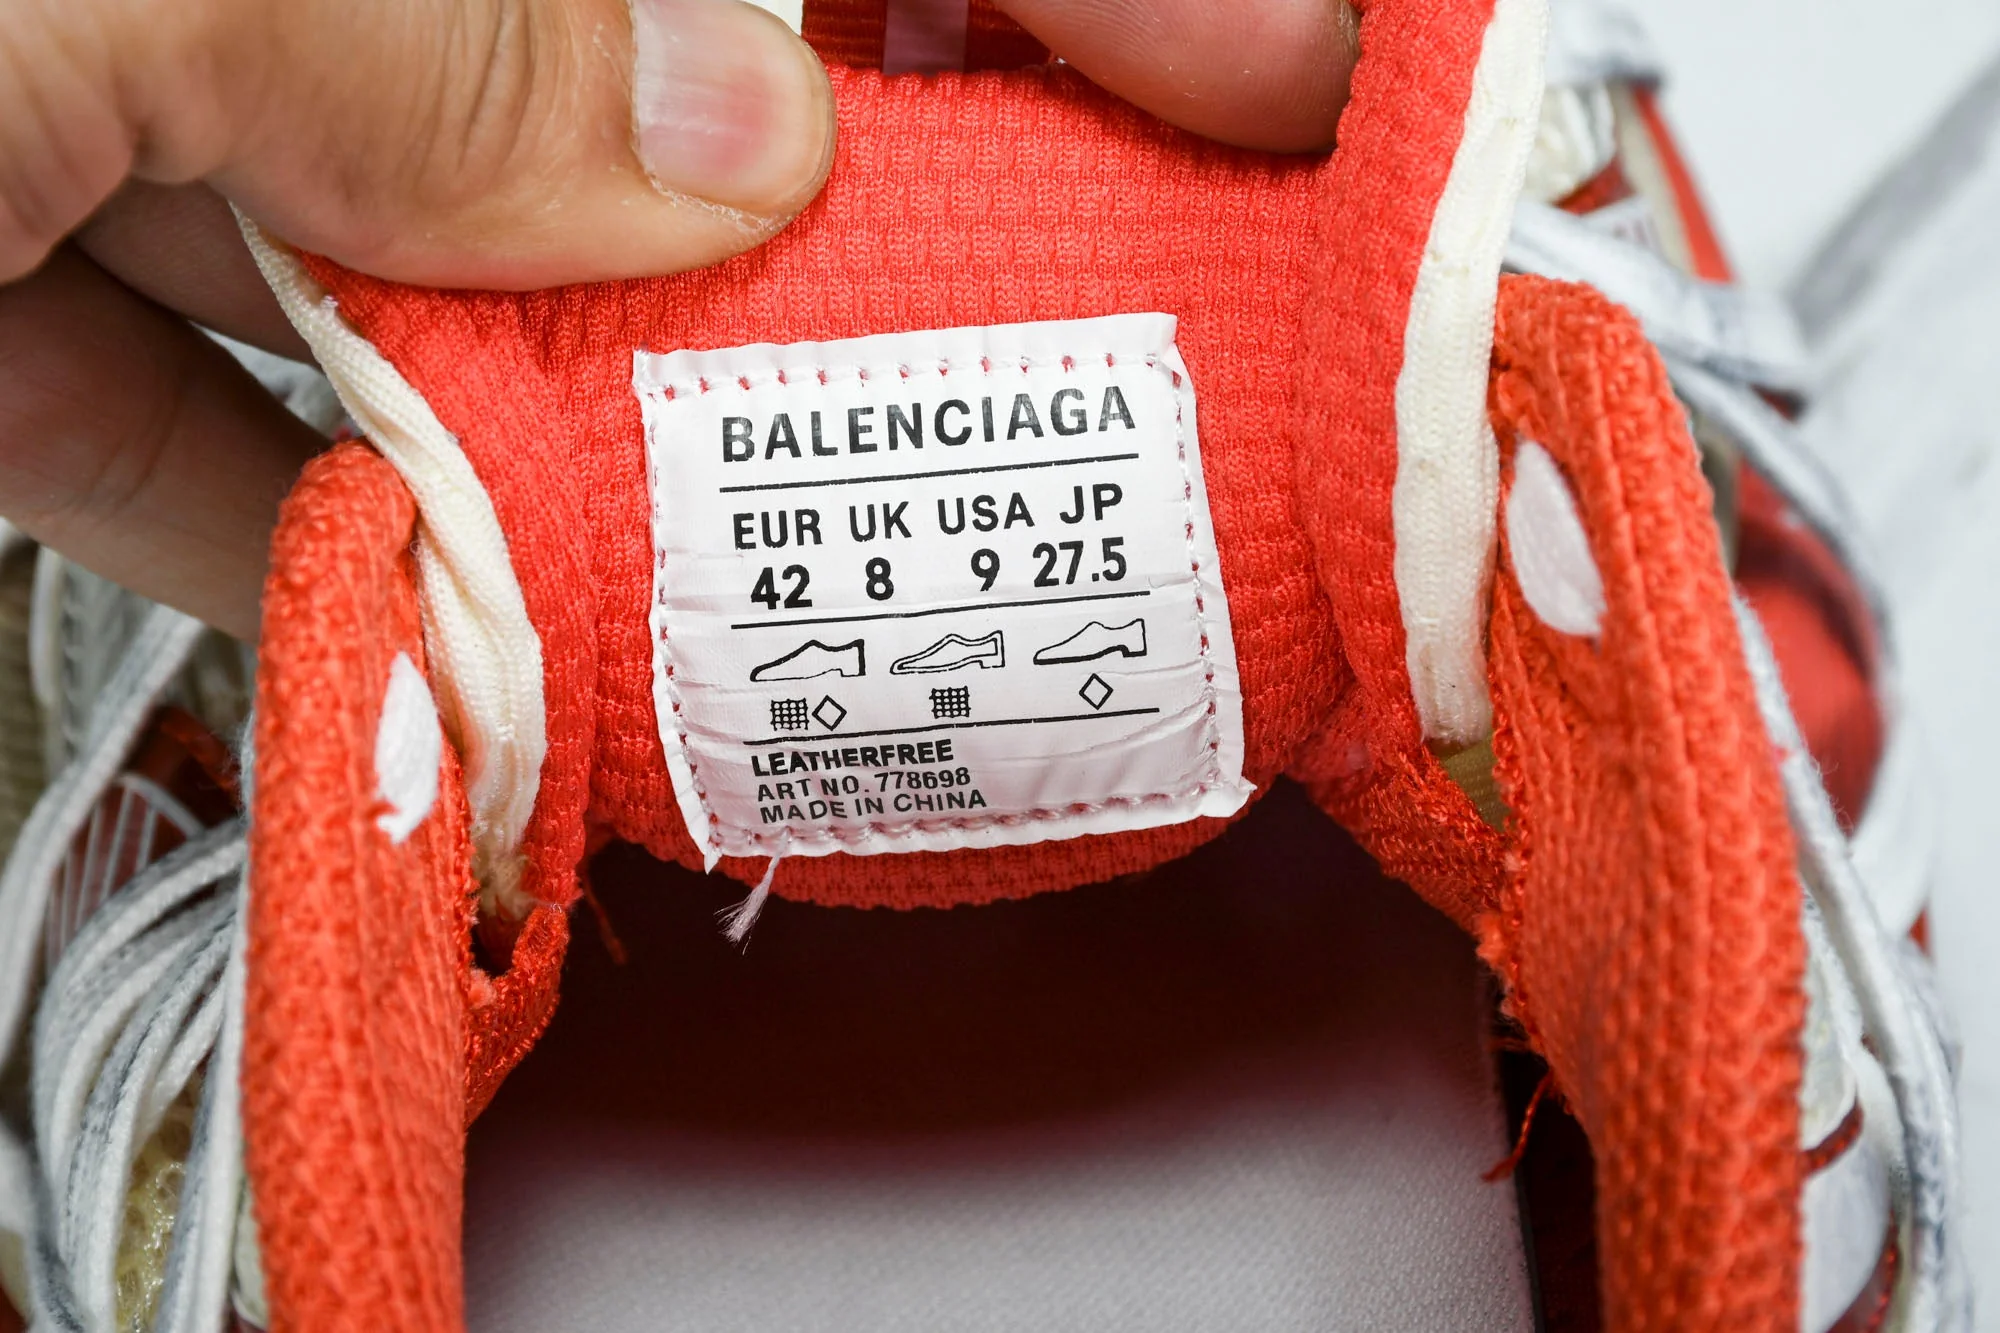 BALENCIAGA
EUR UK USA JP
42 8 9 27.5
LEATHERFREE
ART NO. 778698
MADE IN CHINA